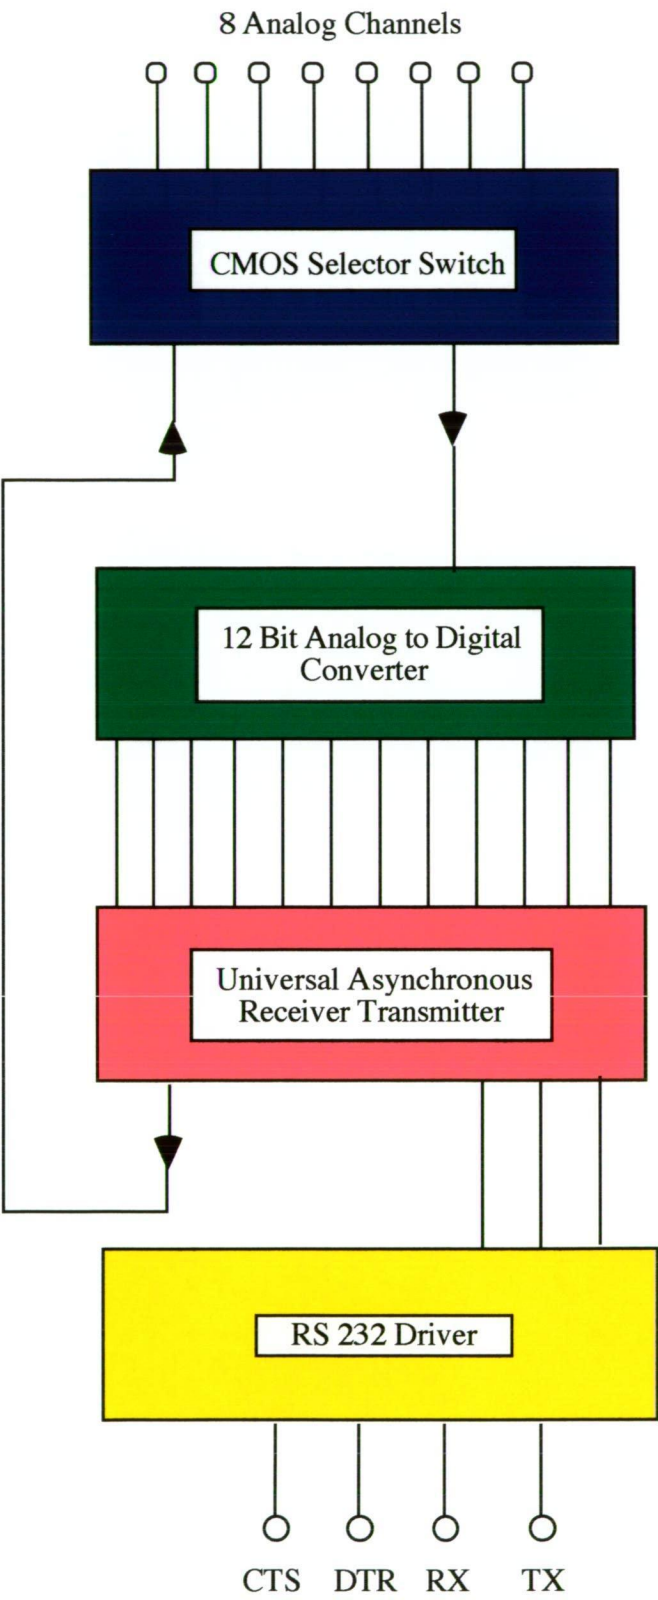 8 Analog Channels
CMOS Selector Switch
12 Bit Analog to Digital
Converter
Universal Asynchronous
Receiver Transmitter
RS 232 Driver
CTS DTR RX TX